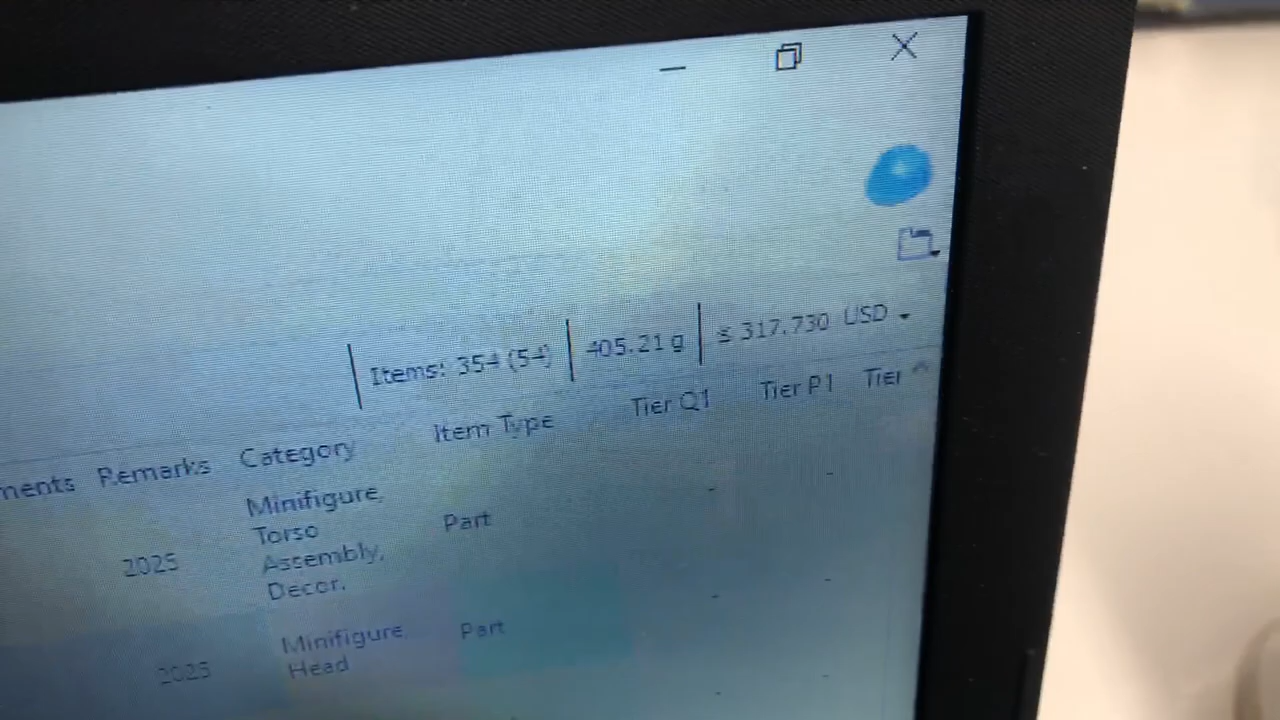 Items: 354 (54) 405.21 g ≤ 317.730 USD
Remarks Category Item Type Tier Q1 Tier P1 Tier
2025 Minifigure, Part - -
Torso
Assembly,
Decor.
2025 Minifigure, Part - -
Head
- -